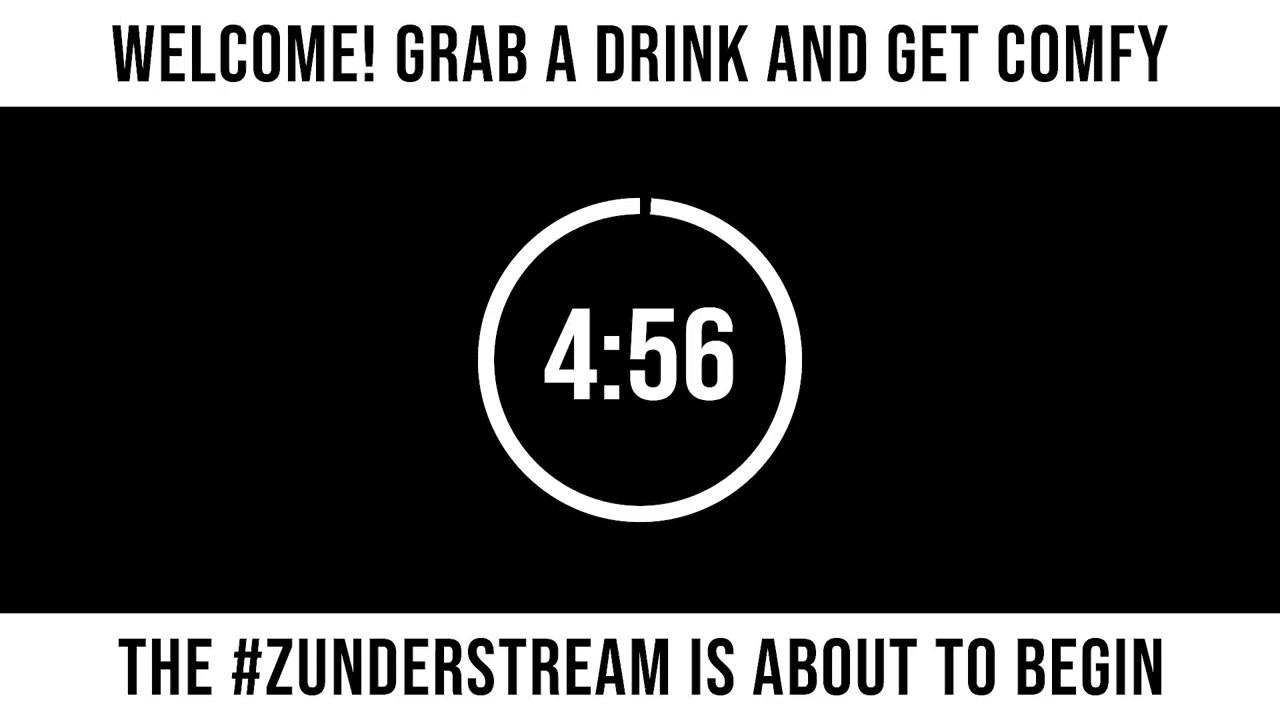 WELCOME! GRAB A DRINK AND GET COMFY
4:56
THE #ZUNDERSTREAM IS ABOUT TO BEGIN